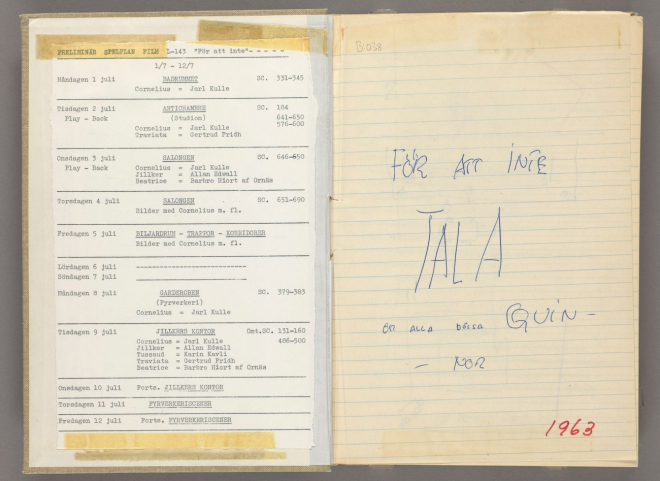 PRELIMINÄR SPELPLAN FILM L-143 "För att inte"- - - - -
1/7 - 12/7
Måndagen 1 juli BADRUMMET SC. 331-345
Cornelius = Jarl Kulle
Tisdagen 2 juli ANTICHAMBRE SC. 104
Play - Back (Studion) 641-650
576-600
Cornelius = Jarl Kulle
Traviata = Gertrud Fridh
Onsdagen 3 juli SALONGEN SC. 646-650
Play - Back Cornelius = Jarl Kulle
Jillker = Allan Edwall
Beatrice = Barbro Hiort af Ornäs
Torsdagen 4 juli SALONGEN SC. 651-690
Bilder med Cornelius m. fl.
Fredagen 5 juli BILJARDRUM - TRAPPOR - KORRIDORER
Bilder med Cornelius m. fl.
Lördagen 6 juli ----------------------------
Söndagen 7 juli ----------------------------
Måndagen 8 juli GARDEROBEN SC. 379-383
(Fyrverkeri)
Cornelius = Jarl Kulle
Tisdagen 9 juli JILLKERS KONTOR Omt.SC. 131-160
Cornelius = Jarl Kulle 486-500
Jillker = Allan Edwall
Tussaud = Karin Kavli
Traviata = Gertrud Fridh
Beatrice = Barbro Hiort af Ornäs
Onsdagen 10 juli Forts. JILLKERS KONTOR
Torsdagen 11 juli FYRVERKERISCENER
Fredagen 12 juli Forts. FYRVERKERISCENER
B:038
FÖR ATT INTE
TALA
OM ALLA DESSA QUIN-
- NOR
1963